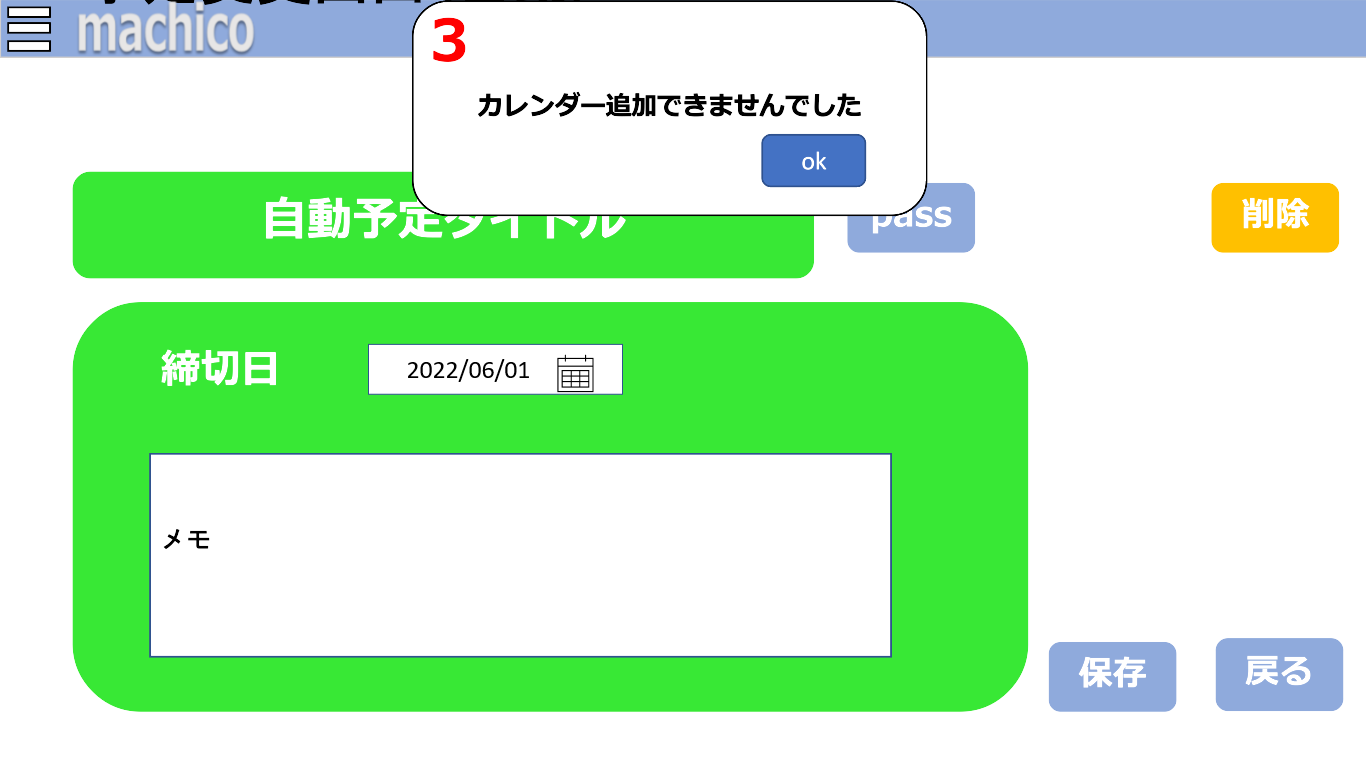 machico
3
カレンダー追加できませんでした
ok
自動予定タイトル
pass
削除
締切日
2022/06/01
メモ
保存
戻る